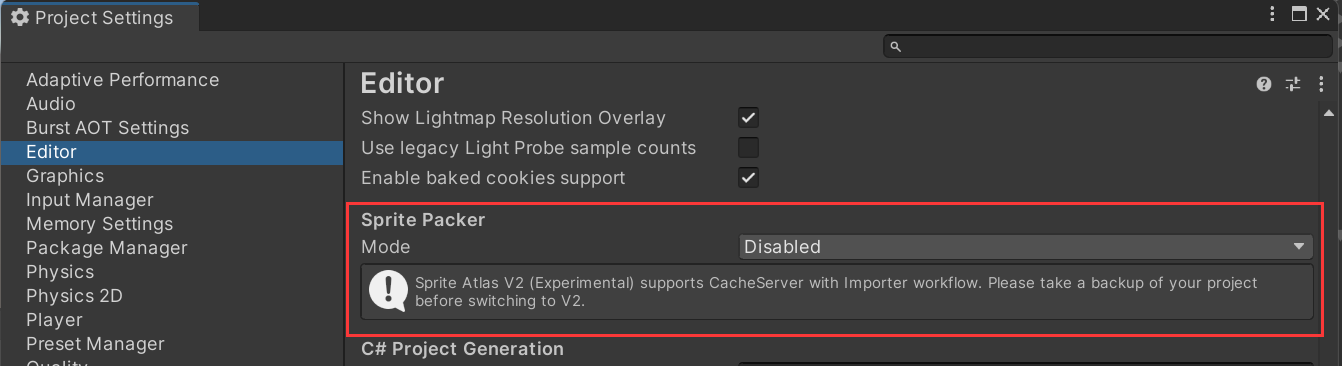 Project Settings
Adaptive Performance
Audio
Burst AOT Settings
Editor
Graphics
Input Manager
Memory Settings
Package Manager
Physics
Physics 2D
Player
Preset Manager
Quality
Editor
Show Lightmap Resolution Overlay
Use legacy Light Probe sample counts
Enable baked cookies support
Sprite Packer
Mode Disabled
Sprite Atlas V2 (Experimental) supports CacheServer with Importer workflow. Please take a backup of your project
before switching to V2.
C# Project Generation